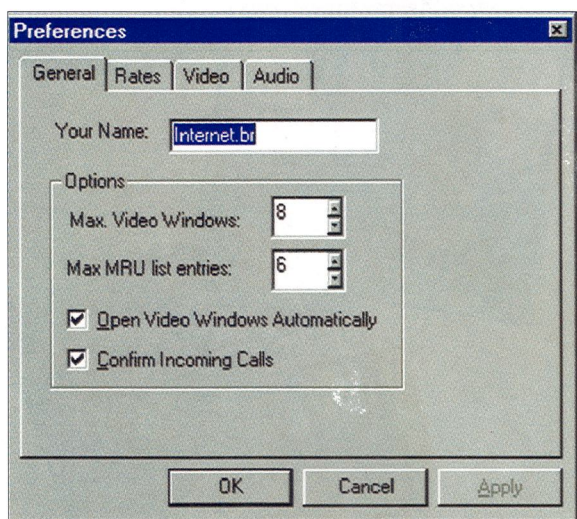 Preferences
General Rates Video Audio
Your Name: Internet.br
Options
Max. Video Windows: 8
Max MRU list entries: 6
Open Video Windows Automatically
Confirm Incoming Calls
OK Cancel Apply